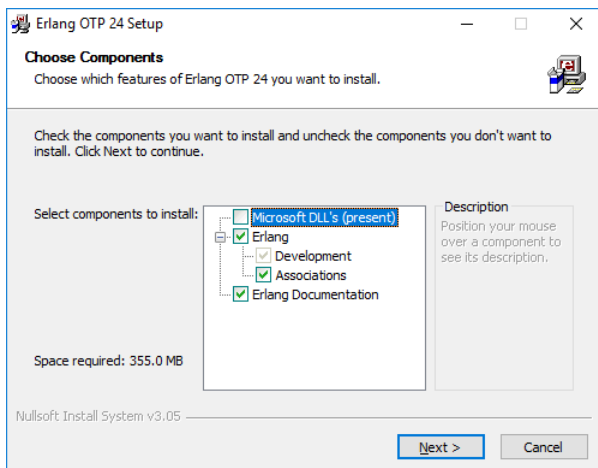 Erlang OTP 24 Setup
Choose Components
Choose which features of Erlang OTP 24 you want to install.
Check the components you want to install and uncheck the components you don't want to
install. Click Next to continue.
Select components to install:
Microsoft DLL's (present)
Erlang
Development
Associations
Erlang Documentation
Description
Position your mouse
over a component to
see its description.
Space required: 355.0 MB
Nullsoft Install System v3.05
Next >
Cancel